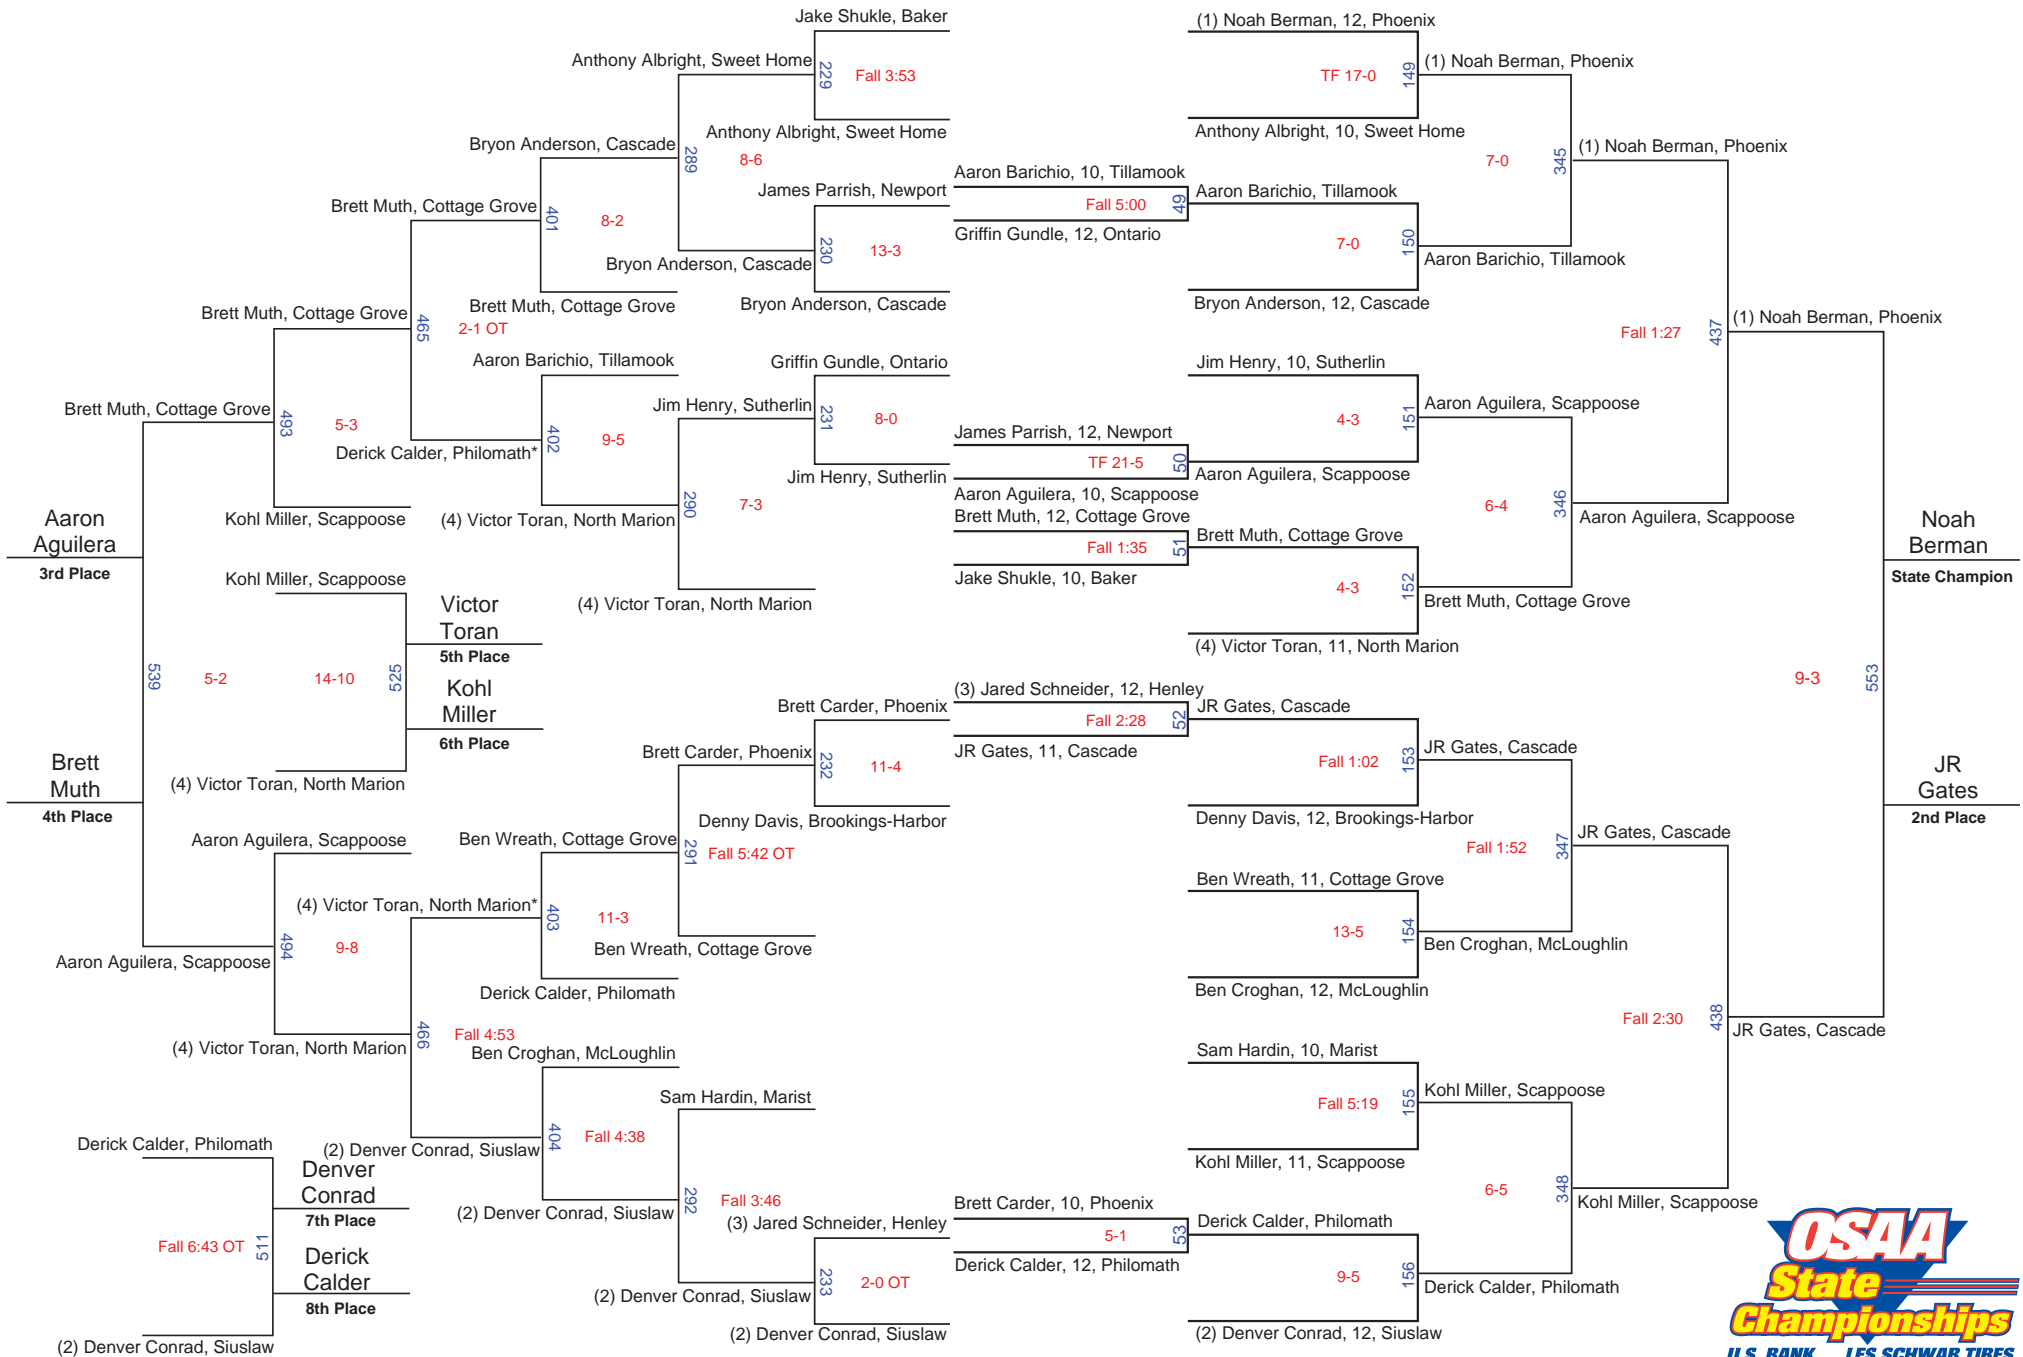 Jake Shukle, Baker
229
Fall 3:53
Anthony Albright, Sweet Home
Anthony Albright, Sweet Home
289
8-6
James Parrish, Newport
230
13-3
Bryon Anderson, Cascade
Bryon Anderson, Cascade
Bryon Anderson, Cascade
401
8-2
Brett Muth, Cottage Grove
Brett Muth, Cottage Grove
465
2-1 OT
Aaron Barichio, Tillamook
402
9-5
Derick Calder, Philomath*
Griffin Gundle, Ontario
231
8-0
Jim Henry, Sutherlin
Jim Henry, Sutherlin
290
7-3
(4) Victor Toran, North Marion
(4) Victor Toran, North Marion
Brett Muth, Cottage Grove
493
5-3
Kohl Miller, Scappoose
Brett Muth, Cottage Grove
Aaron
Aguilera
3rd Place
539
5-2
Brett
Muth
4th Place
Kohl Miller, Scappoose
14-10
525
(4) Victor Toran, North Marion
Victor
Toran
5th Place
Kohl
Miller
6th Place
Brett Carder, Phoenix
232
11-4
Denny Davis, Brookings-Harbor
Brett Carder, Phoenix
291
Fall 5:42 OT
Ben Wreath, Cottage Grove
Ben Wreath, Cottage Grove
403
11-3
Derick Calder, Philomath
Aaron Aguilera, Scappoose
494
9-8
Aaron Aguilera, Scappoose
(4) Victor Toran, North Marion*
466
Fall 4:53
(4) Victor Toran, North Marion
Ben Croghan, McLoughlin
404
Fall 4:38
(2) Denver Conrad, Siuslaw
Sam Hardin, Marist
292
Fall 3:46
(2) Denver Conrad, Siuslaw
(3) Jared Schneider, Henley
233
2-0 OT
(2) Denver Conrad, Siuslaw
(2) Denver Conrad, Siuslaw
Derick Calder, Philomath
Fall 6:43 OT
511
(2) Denver Conrad, Siuslaw
Denver
Conrad
7th Place
Derick
Calder
8th Place
Aaron Barichio, 10, Tillamook
Fall 5:00
49
Griffin Gundle, 12, Ontario
James Parrish, 12, Newport
TF 21-5
50
Aaron Aguilera, 10, Scappoose
Brett Muth, 12, Cottage Grove
Fall 1:35
51
Jake Shukle, 10, Baker
(3) Jared Schneider, 12, Henley
Fall 2:28
52
JR Gates, 11, Cascade
Brett Carder, 10, Phoenix
5-1
53
Derick Calder, 12, Philomath
(1) Noah Berman, 12, Phoenix
TF 17-0
149
Anthony Albright, 10, Sweet Home
Aaron Barichio, Tillamook
7-0
150
Bryon Anderson, 12, Cascade
Jim Henry, 10, Sutherlin
4-3
151
Aaron Aguilera, Scappoose
Brett Muth, Cottage Grove
4-3
152
(4) Victor Toran, 11, North Marion
JR Gates, Cascade
Fall 1:02
153
Denny Davis, 12, Brookings-Harbor
Ben Wreath, 11, Cottage Grove
13-5
154
Ben Croghan, 12, McLoughlin
Sam Hardin, 10, Marist
Fall 5:19
155
Kohl Miller, 11, Scappoose
Derick Calder, Philomath
9-5
156
(2) Denver Conrad, 12, Siuslaw
(1) Noah Berman, Phoenix
7-0
345
Aaron Barichio, Tillamook
Aaron Aguilera, Scappoose
6-4
346
Brett Muth, Cottage Grove
JR Gates, Cascade
Fall 1:52
347
Ben Croghan, McLoughlin
Kohl Miller, Scappoose
6-5
348
Derick Calder, Philomath
(1) Noah Berman, Phoenix
Fall 1:27
437
Aaron Aguilera, Scappoose
JR Gates, Cascade
Fall 2:30
438
Kohl Miller, Scappoose
(1) Noah Berman, Phoenix
9-3
553
JR Gates, Cascade
Noah
Berman
State Champion
JR
Gates
2nd Place
OSAA
State
Championships
U.S. BANK LES SCHWAB TIRES